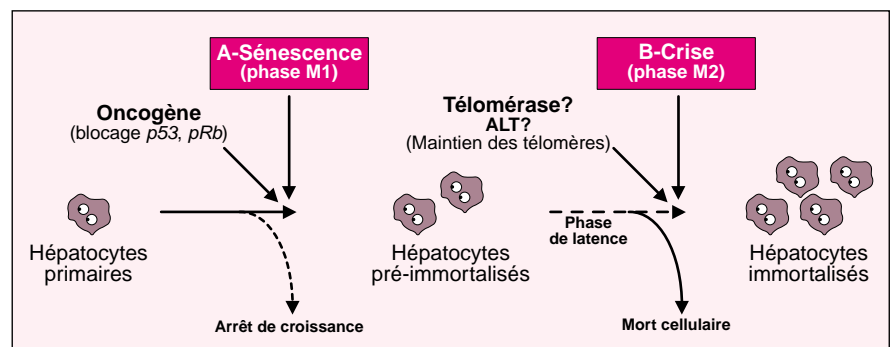 A-Sénescence
(phase M1)
B-Crise
(phase M2)
Oncogène
(blocage p53, pRb)
Télomérase?
ALT?
(Maintien des télomères)
Hépatocytes
primaires
Hépatocytes
pré-immortalisés
Phase
de latence
Hépatocytes
immortalisés
Arrêt de croissance
Mort cellulaire